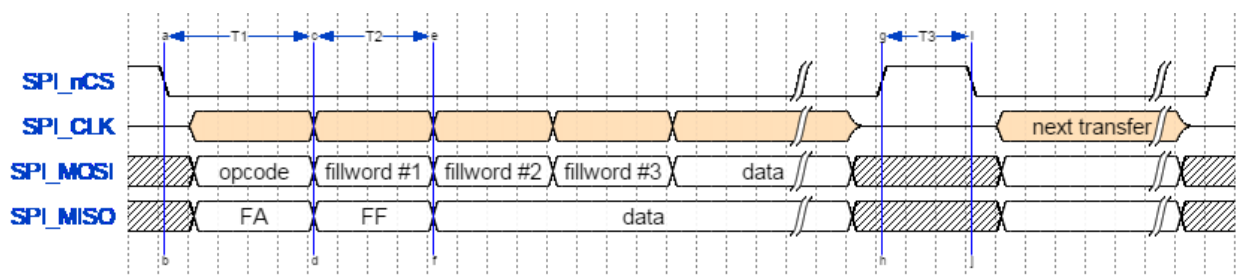 a T1 c T2 e g T3 i
SPI_nCS
SPI_CLK next transfer
SPI_MOSI opcode fillword #1 fillword #2 fillword #3 data
SPI_MISO FA FF data
b d f h j